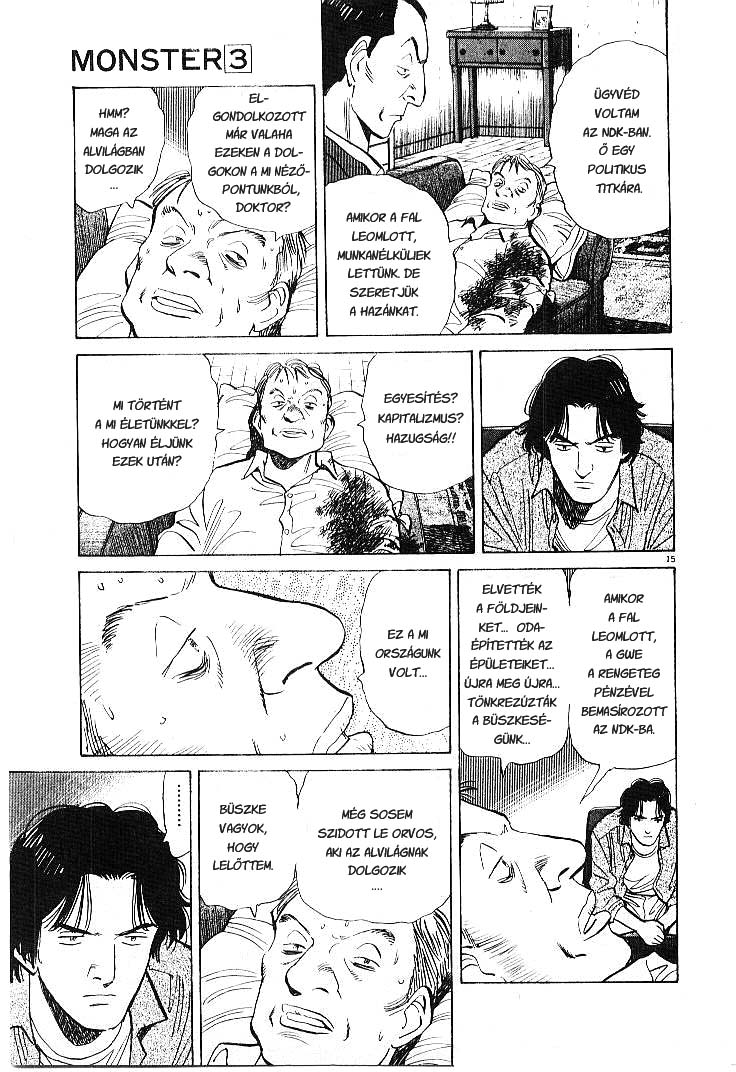 MONSTER 3
ÜGYVÉD
VOLTAM
AZ NDK-BAN.
Ő EGY
POLITIKUS
TITKÁRA.
AMIKOR A FAL
LEOMLOTT,
MUNKANÉLKÜLIEK
LETTÜNK. DE
SZERETJÜK
A HAZÁNKAT.
EL-
GONDOLKOZOTT
MÁR VALAHA
EZEKEN A DOL-
GOKON A MI NÉZŐ-
PONTUNKBÓL,
DOKTOR?
HMM?
MAGA AZ
ALVILÁGBAN
DOLGOZIK
....
EGYESÍTÉS?
KAPITALIZMUS?
HAZUGSÁG!!
MI TÖRTÉNT
A MI ÉLETÜNKKEL?
HOGYAN ÉLJÜNK
EZEK UTÁN?
15
AMIKOR
A FAL
LEOMLOTT,
A GWE
A RENGETEG
PÉNZÉVEL
BEMASÍROZOTT
AZ NDK-BA.
ELVETTÉK
A FÖLDJEIN-
KET... ODA-
ÉPÍTETTÉK AZ
ÉPÜLETEIKET...
ÚJRA MEG ÚJRA...
TÖNKREZÚZTÁK
A BÜSZKESÉ-
GÜNK...
EZ A MI
ORSZÁGUNK
VOLT...
MÉG SOSEM
SZIDOTT LE ORVOS,
AKI AZ ALVILÁGNAK
DOLGOZIK
....
BÜSZKE
VAGYOK,
HOGY
LELŐTTEM.
........